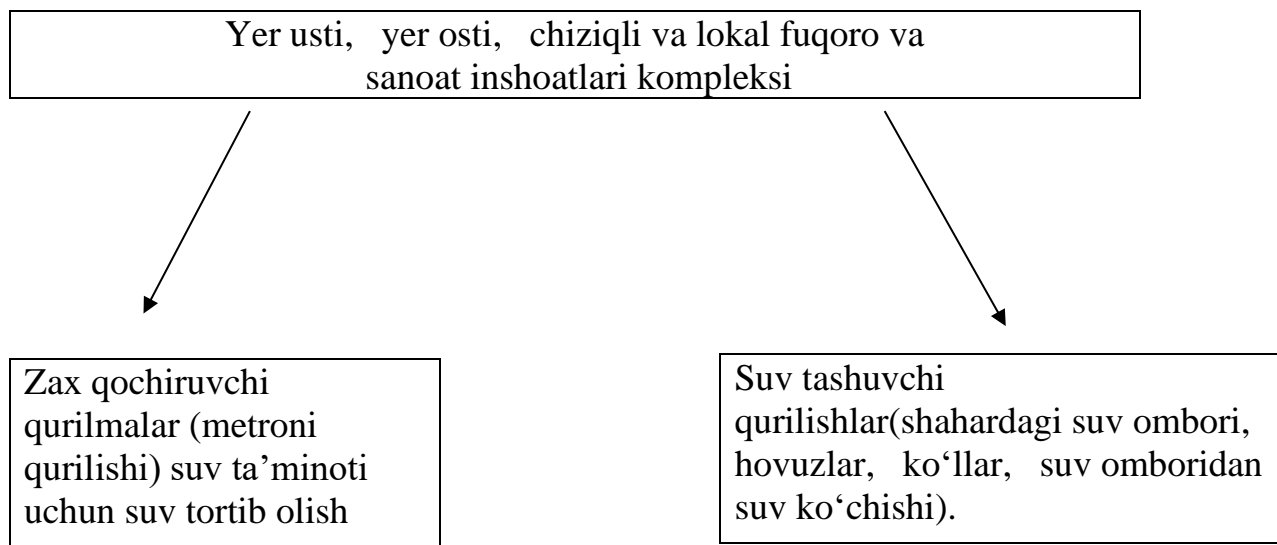 Yer usti, yer osti, chiziqli va lokal fuqoro va
sanoat inshoatlari kompleksi
Zax qochiruvchi
qurilmalar (metroni
qurilishi) suv ta’minoti
uchun suv tortib olish
Suv tashuvchi
qurilishlar(shahardagi suv ombori,
hovuzlar, ko‘llar, suv omboridan
suv ko‘chishi).